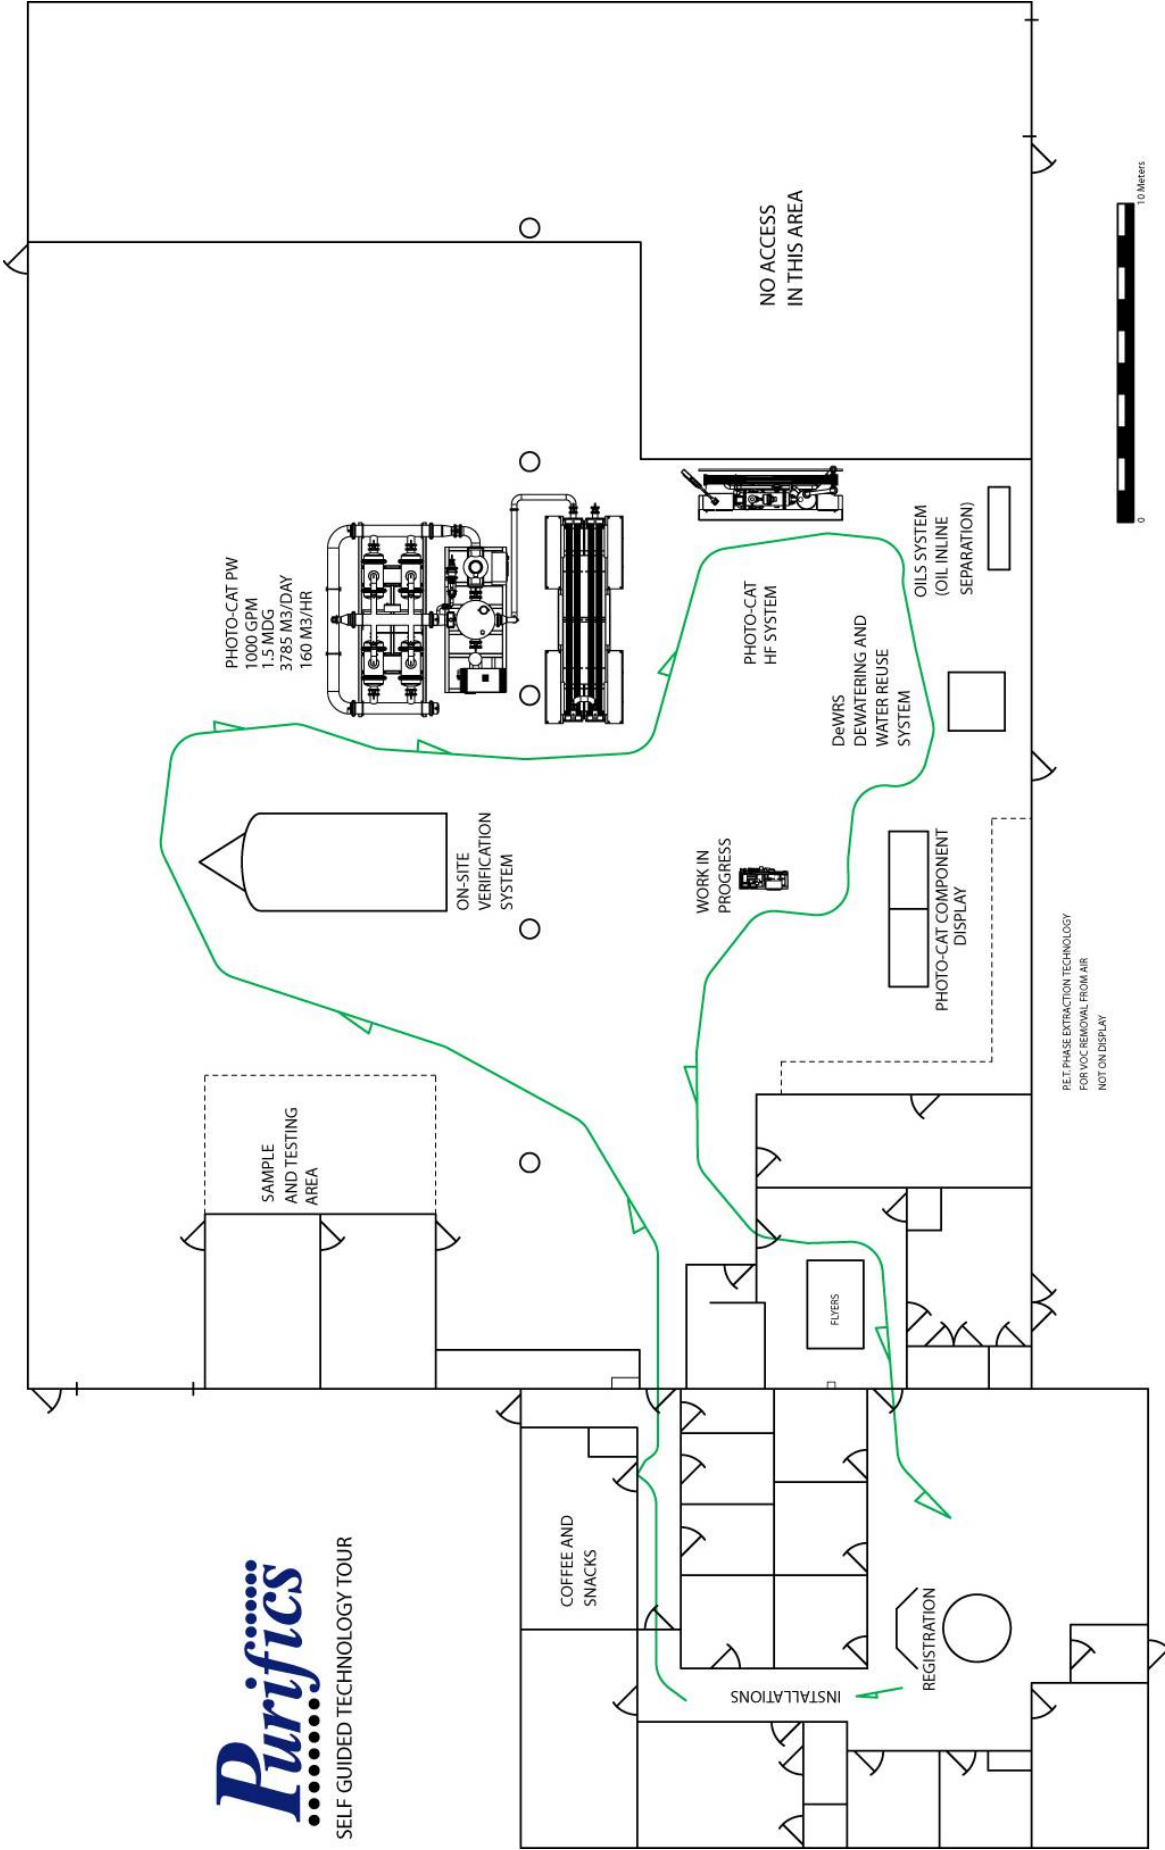 Purifics
SELF GUIDED TECHNOLOGY TOUR
COFFEE AND
SNACKS
INSTALLATIONS
REGISTRATION
FLYERS
SAMPLE
AND TESTING
AREA
ON-SITE
VERIFICATION
SYSTEM
PHOTO-CAT PW
1000 GPM
1.5 MDG
3785 M3/DAY
160 M3/HR
WORK IN
PROGRESS
PHOTO-CAT COMPONENT
DISPLAY
DeWRS
DEWATERING AND
WATER REUSE
SYSTEM
PHOTO-CAT
HF SYSTEM
OILS SYSTEM
(OIL INLINE
SEPARATION)
NO ACCESS
IN THIS AREA
P.E.T. PHASE EXTRACTION TECHNOLOGY
FOR VOC REMOVAL FROM AIR
NOT ON DISPLAY
0
10 Meters